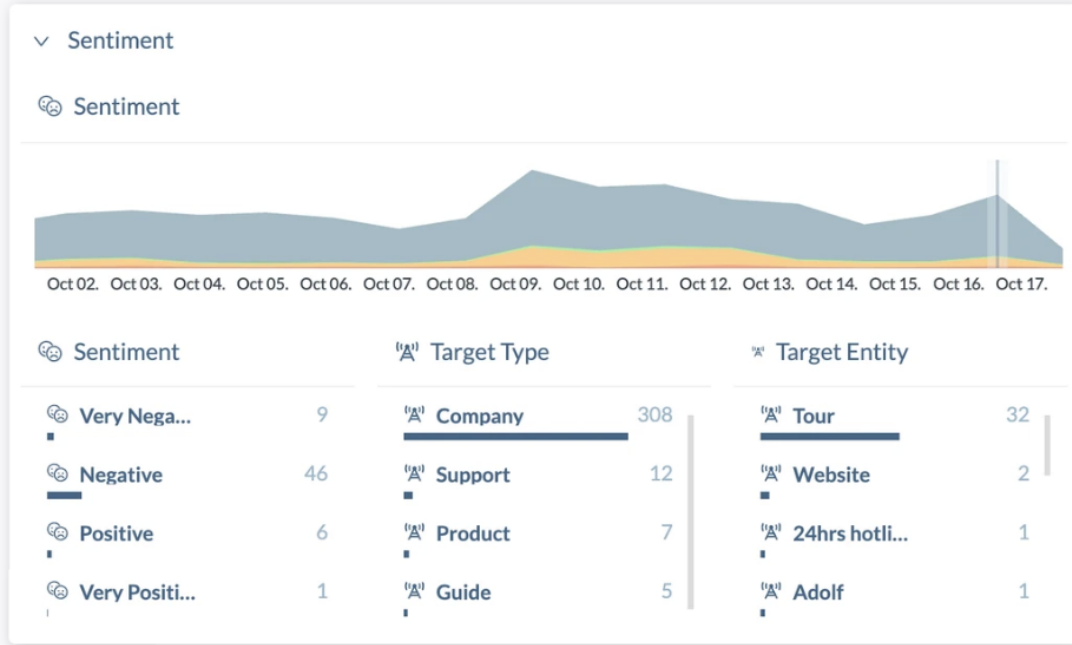 Sentiment
Sentiment
Oct 02. Oct 03. Oct 04. Oct 05. Oct 06. Oct 07. Oct 08. Oct 09. Oct 10. Oct 11. Oct 12. Oct 13. Oct 14. Oct 15. Oct 16. Oct 17.
Sentiment
Very Nega... 9
Negative 46
Positive 6
Very Positi... 1
Target Type
Company 308
Support 12
Product 7
Guide 5
Target Entity
Tour 32
Website 2
24hrs hotli... 1
Adolf 1